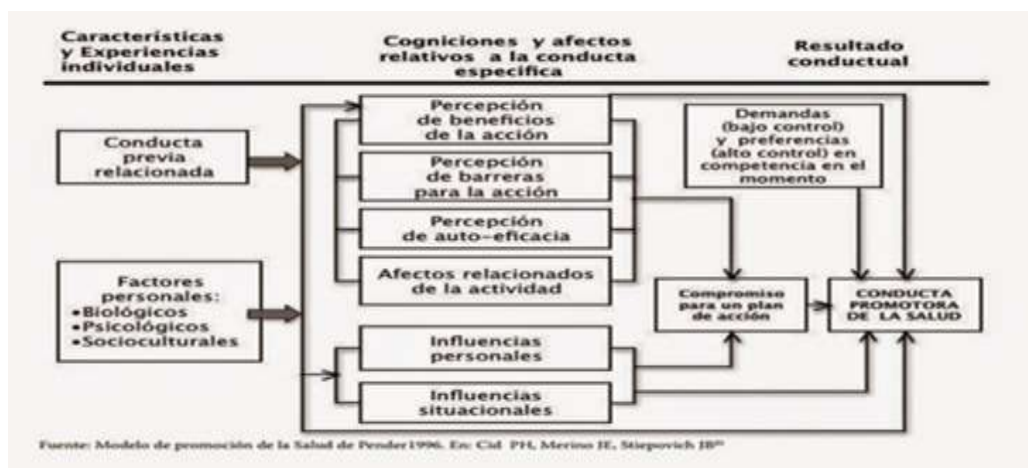 Características
y Experiencias
individuales
Cogniciones y afectos
relativos a la conducta
especifica
Resultado
conductual
Conducta
previa
relacionada
Factores
personales:
•Biológicos
•Psicológicos
•Socioculturales
Percepción
de beneficios
de la acción
Percepción
de barreras
para la acción
Percepción
de auto-eficacia
Afectos relacionados
de la actividad
Influencias
personales
Influencias
situacionales
Demandas
(bajo control)
y preferencias
(alto control) en
competencia en el
momento
Compromiso
para un plan
de acción
CONDUCTA
PROMOTORA
DE LA SALUD
Fuente: Modelo de promoción de la Salud de Pender1996. En: Cid PH, Merino JE, Stiepovich JB